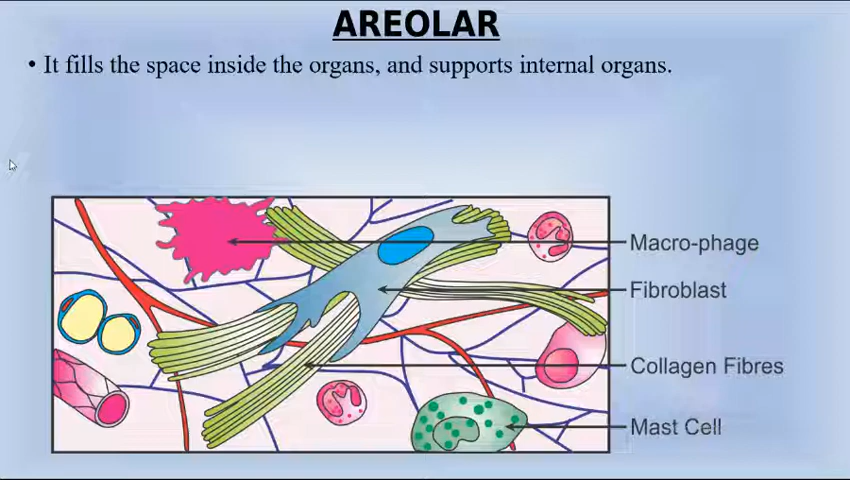 AREOLAR
• It fills the space inside the organs, and supports internal organs.
Macro-phage
Fibroblast
Collagen Fibres
Mast Cell